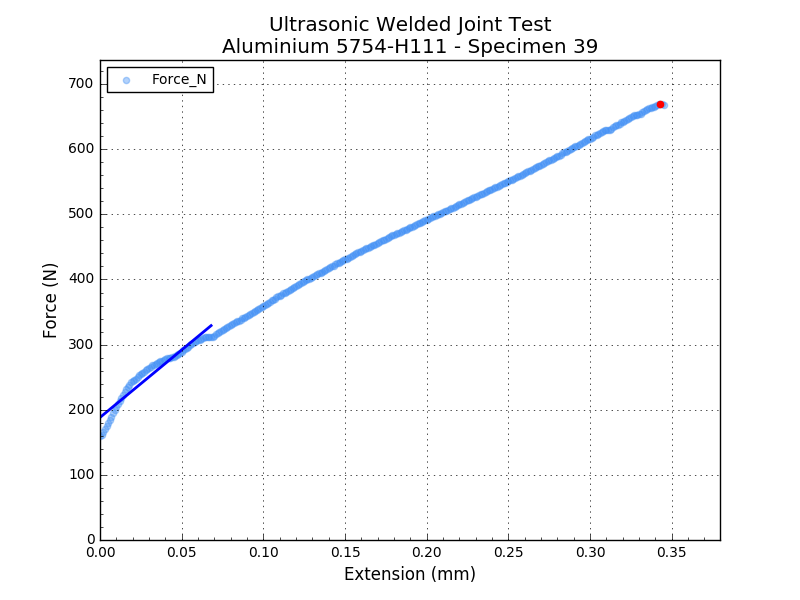 Ultrasonic Welded Joint Test
Aluminium 5754-H111 - Specimen 39
Force_N
700
600
500
400
300
200
100
0
Force (N)
0.00 0.05 0.10 0.15 0.20 0.25 0.30 0.35
Extension (mm)